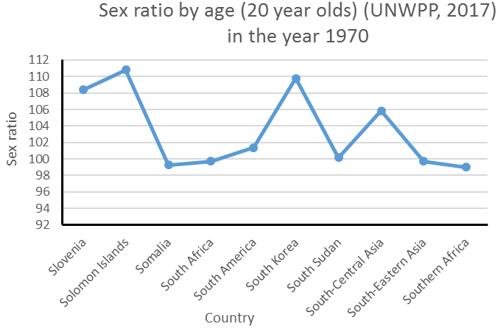 Sex ratio by age (20 year olds) (UNWPP, 2017)
in the year 1970
112
110
108
106
104
102
100
98
96
94
92
Sex ratio
Slovenia
Solomon Islands
Somalia
South Africa
South America
South Korea
South Sudan
South-Central Asia
South-Eastern Asia
Southern Africa
Country